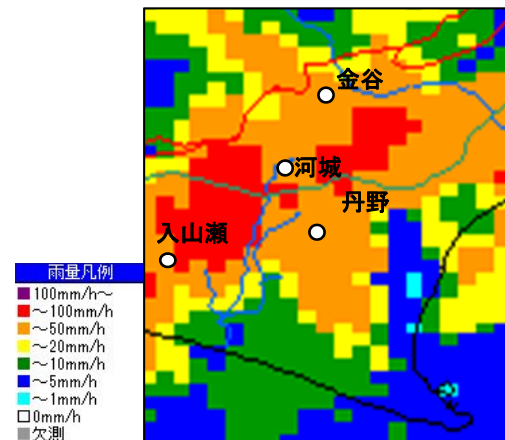 金谷
河城
丹野
入山瀬
雨量凡例
100mm/h～
～100mm/h
～50mm/h
～20mm/h
～10mm/h
～5mm/h
～1mm/h
0mm/h
欠測